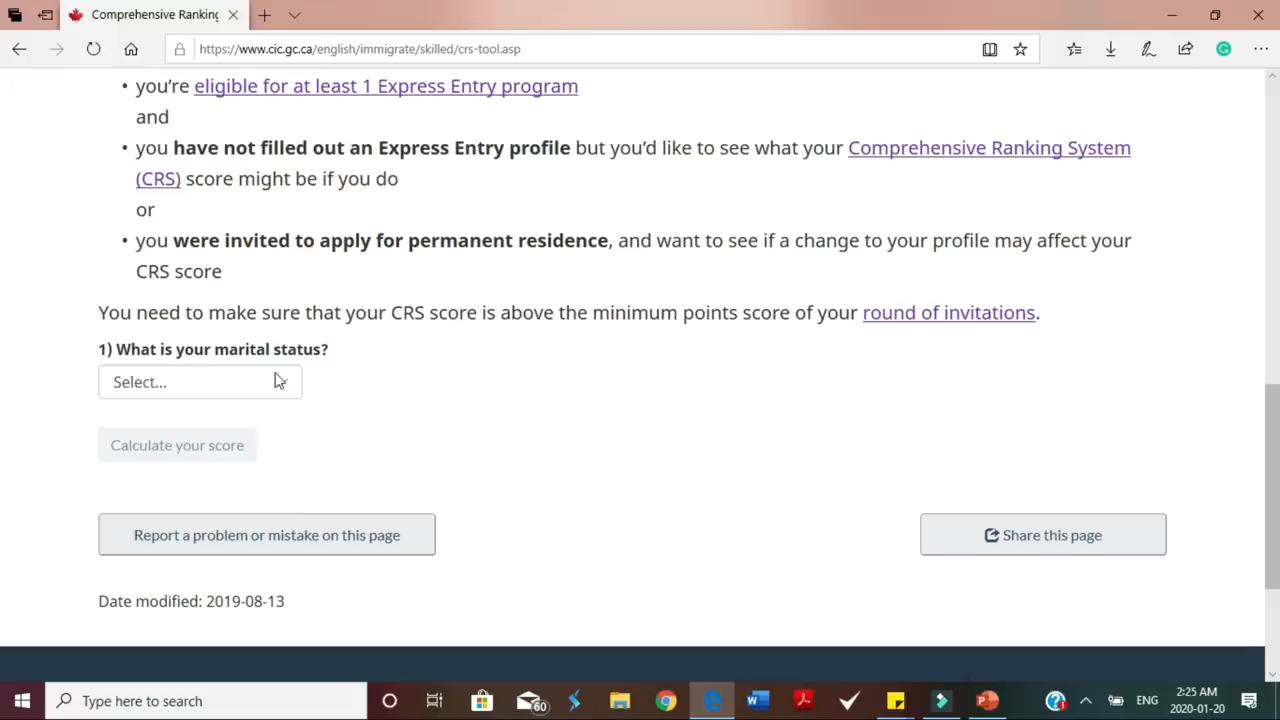 Comprehensive Ranking
https://www.cic.gc.ca/english/immigrate/skilled/crs-tool.asp
• you’re eligible for at least 1 Express Entry program
and
• you have not filled out an Express Entry profile but you’d like to see what your Comprehensive Ranking System
(CRS) score might be if you do
or
• you were invited to apply for permanent residence, and want to see if a change to your profile may affect your
CRS score
You need to make sure that your CRS score is above the minimum points score of your round of invitations.
1) What is your marital status?
Select...
Calculate your score
Report a problem or mistake on this page
Share this page
Date modified: 2019-08-13
Type here to search
60
ENG
2:25 AM
2020-01-20